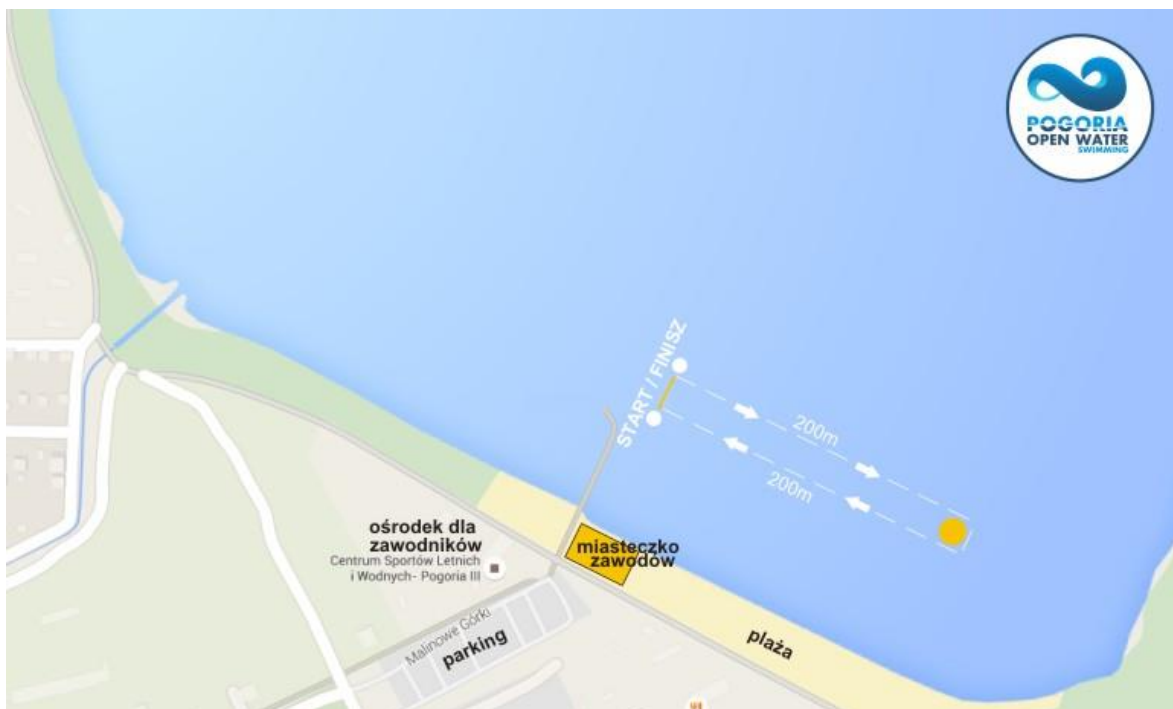 POGORIA
OPEN WATER
SWIMMING
START / FINISZ
200m
200m
ośrodek dla
zawodników
Centrum Sportów Letnich
i Wodnych- Pogoria III
miasteczko
zawodów
Malinowe Górki
parking
plaża